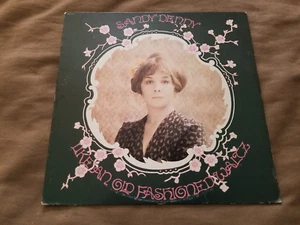 SANDY DENNY
LIKE AN OLD FASHIONED WALTZ